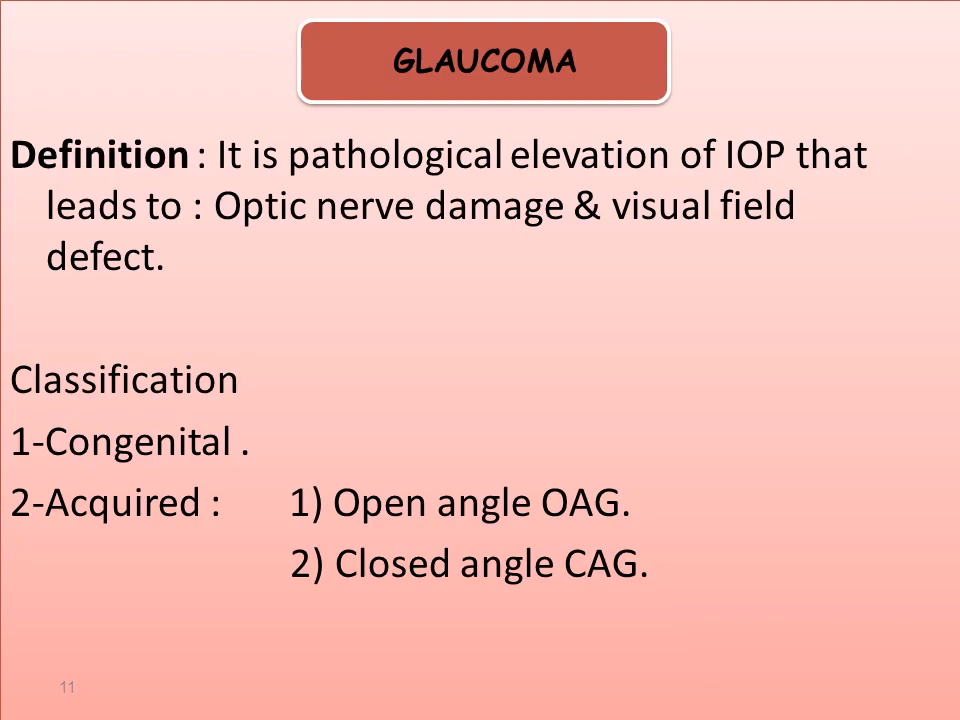 GLAUCOMA
Definition : It is pathological elevation of IOP that
leads to : Optic nerve damage & visual field
defect.
Classification
1-Congenital .
2-Acquired : 1) Open angle OAG.
2) Closed angle CAG.
11